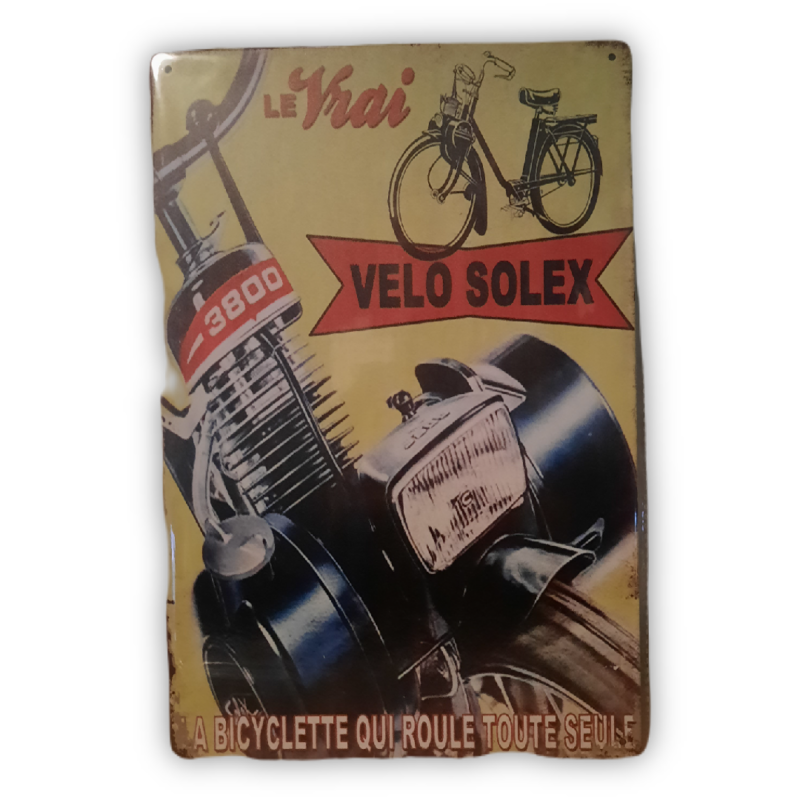 LE Vrai
VELO SOLEX
3800
LA BICYCLETTE QUI ROULE TOUTE SEULE